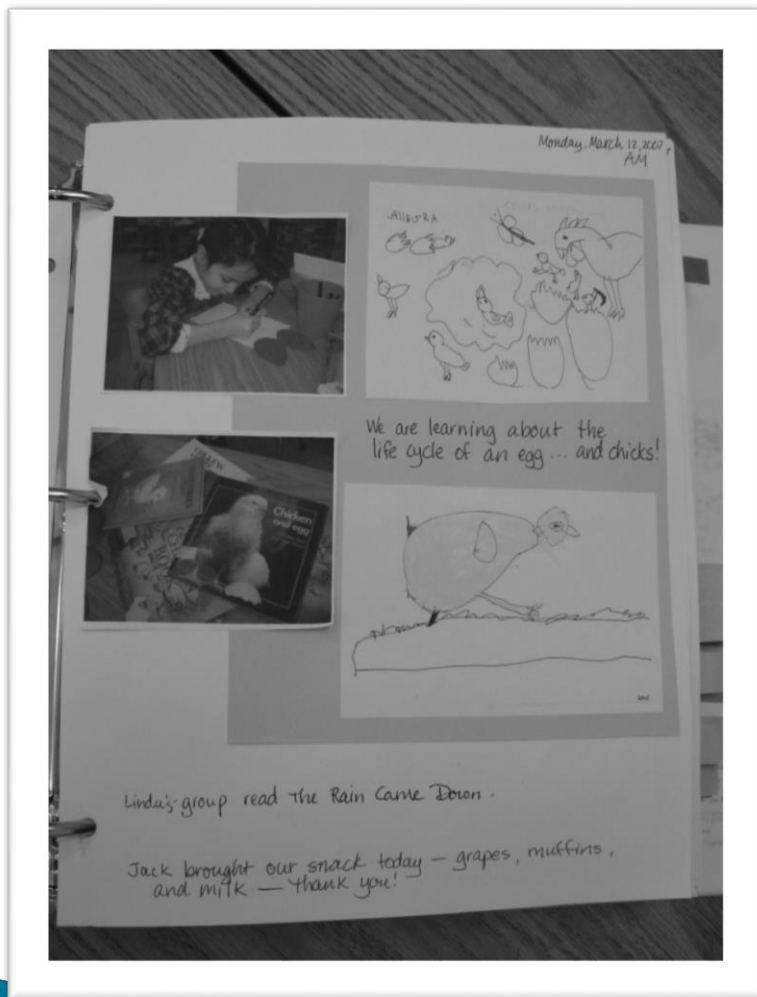 Monday, March 12, 2007,
AM
ALLEGRA
We are learning about the
life cycle of an egg ... and chicks!
Chicken
and egg
Linda's group read The Rain Came Down.
Jack brought our snack today — grapes, muffins,
and milk — thank you!